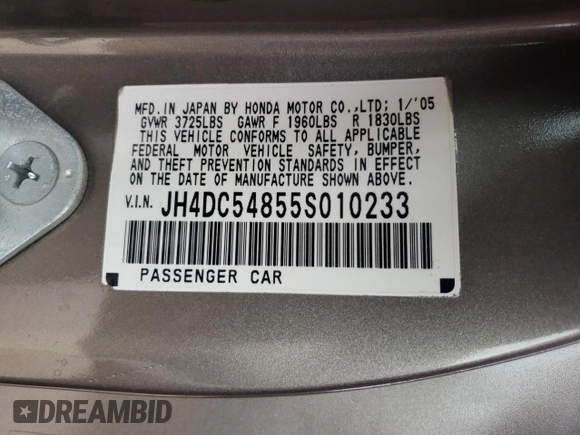 MFD.IN JAPAN BY HONDA MOTOR CO.,LTD; 1/'05
GVWR 3725LBS GAWR F 1960LBS R 1830LBS
THIS VEHICLE CONFORMS TO ALL APPLICABLE
FEDERAL MOTOR VEHICLE SAFETY, BUMPER,
AND THEFT PREVENTION STANDARDS IN EFFECT
ON THE DATE OF MANUFACTURE SHOWN ABOVE.
V.I.N. JH4DC54855S010233
PASSENGER CAR
DREAMBID